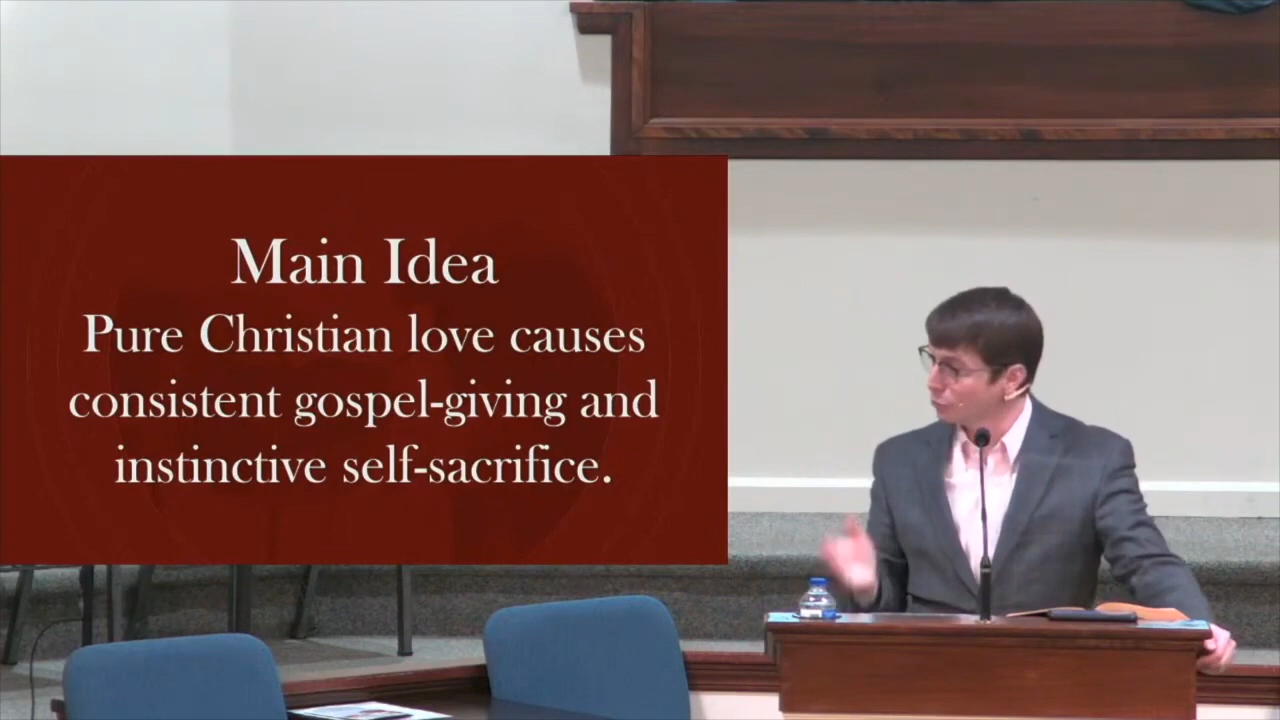 Main Idea
Pure Christian love causes
consistent gospel-giving and
instinctive self-sacrifice.